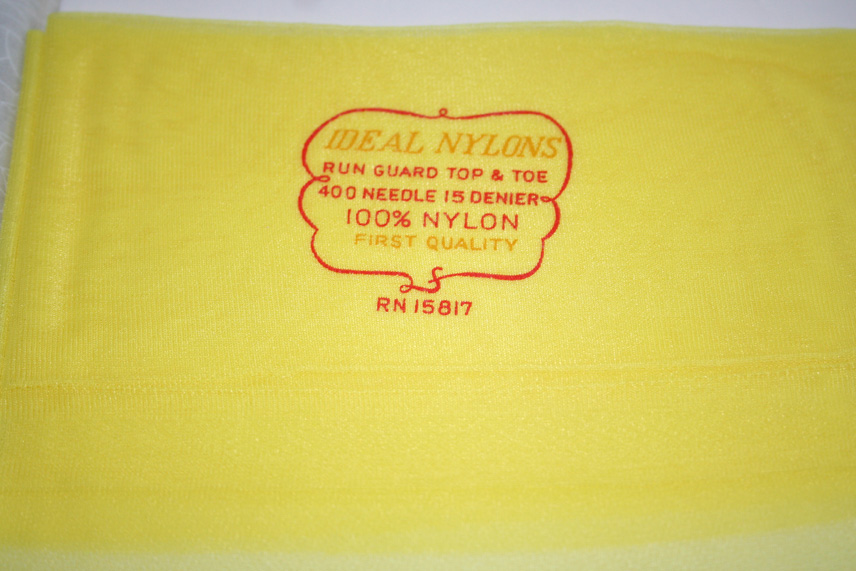 IDEAL NYLONS
RUN GUARD TOP & TOE
400 NEEDLE 15 DENIER
100% NYLON
FIRST QUALITY
RN 15817